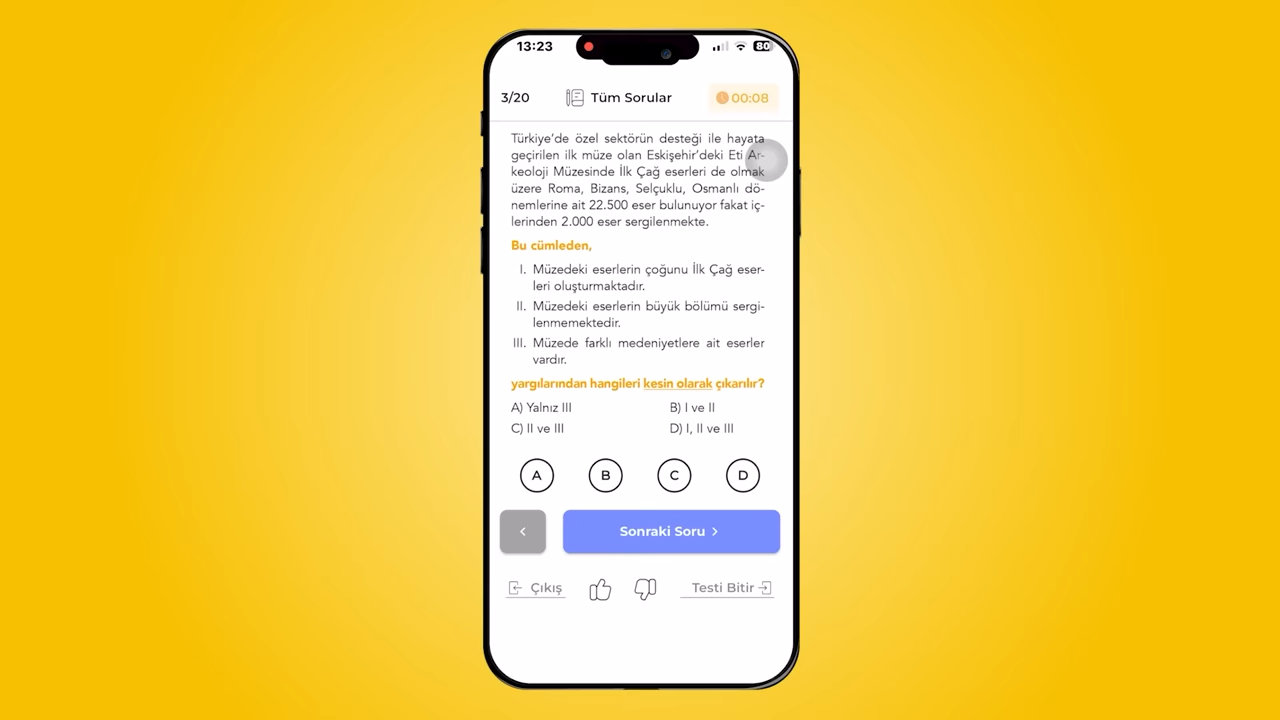 13:23
80
3/20
Tüm Sorular
00:08
Türkiye'de özel sektörün desteği ile hayata
geçirilen ilk müze olan Eskişehir'deki Eti Ar-
keoloji Müzesinde İlk Çağ eserleri de olmak
üzere Roma, Bizans, Selçuklu, Osmanlı dö-
nemlerine ait 22.500 eser bulunuyor fakat iç-
lerinden 2.000 eser sergilenmekte.
Bu cümleden,
I. Müzedeki eserlerin çoğunu İlk Çağ eser-
leri oluşturmaktadır.
II. Müzedeki eserlerin büyük bölümü sergi-
lenmemektedir.
III. Müzede farklı medeniyetlere ait eserler
vardır.
yargılarından hangileri kesin olarak çıkarılır?
A) Yalnız III
B) I ve II
C) II ve III
D) I, II ve III
A
B
C
D
Sonraki Soru
Çıkış
Testi Bitir